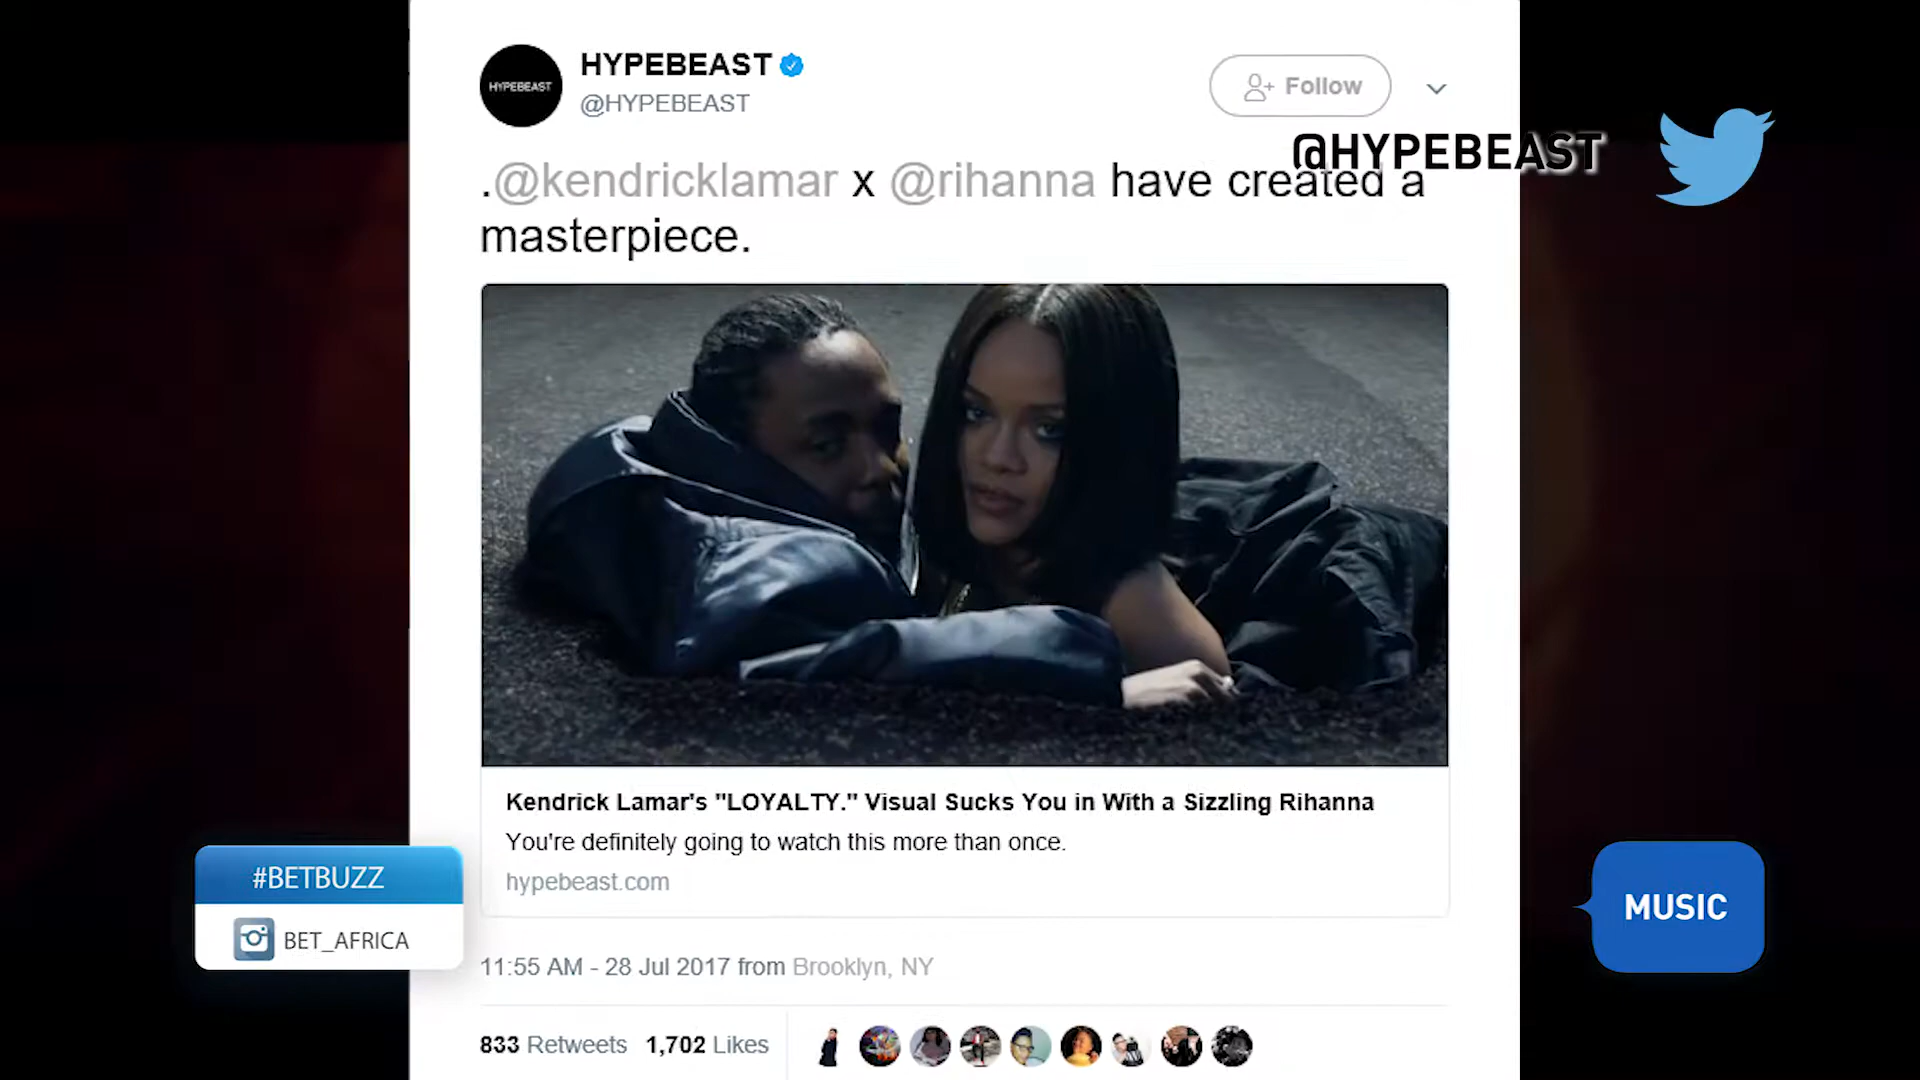 HYPEBEAST
HYPEBEAST
@HYPEBEAST
Follow
@HYPEBEAST
.@kendricklamar x @rihanna have created a
masterpiece.
Kendrick Lamar's "LOYALTY." Visual Sucks You in With a Sizzling Rihanna
You're definitely going to watch this more than once.
hypebeast.com
#BETBUZZ
BET_AFRICA
MUSIC
11:55 AM - 28 Jul 2017 from Brooklyn, NY
833 Retweets 1,702 Likes